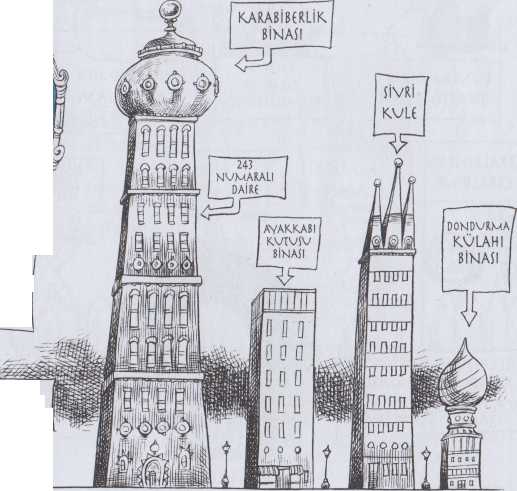 KARABİBERLİK
BİNASI
SİVRİ
KULE
243
NUMARALI
DAİRE
AYAKKABI
KUTUSU
BİNASI
DONDURMA
KÜLAHI
BİNASI